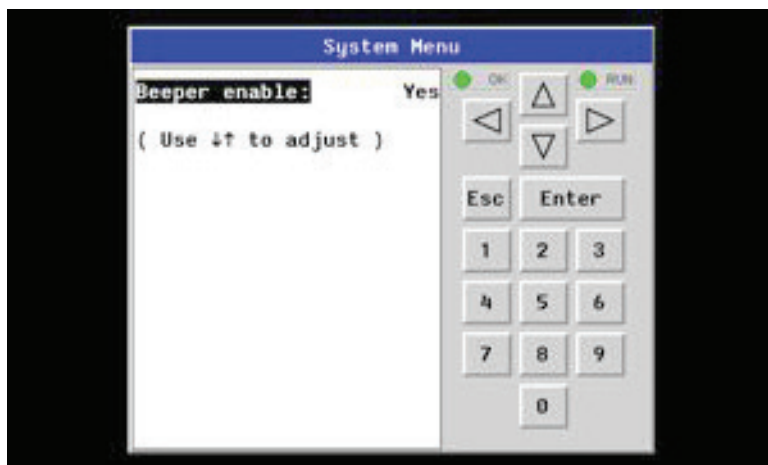 System Menu
Beeper enable: Yes
( Use ↓↑ to adjust )
OK RUN
Esc Enter
1 2 3
4 5 6
7 8 9
0